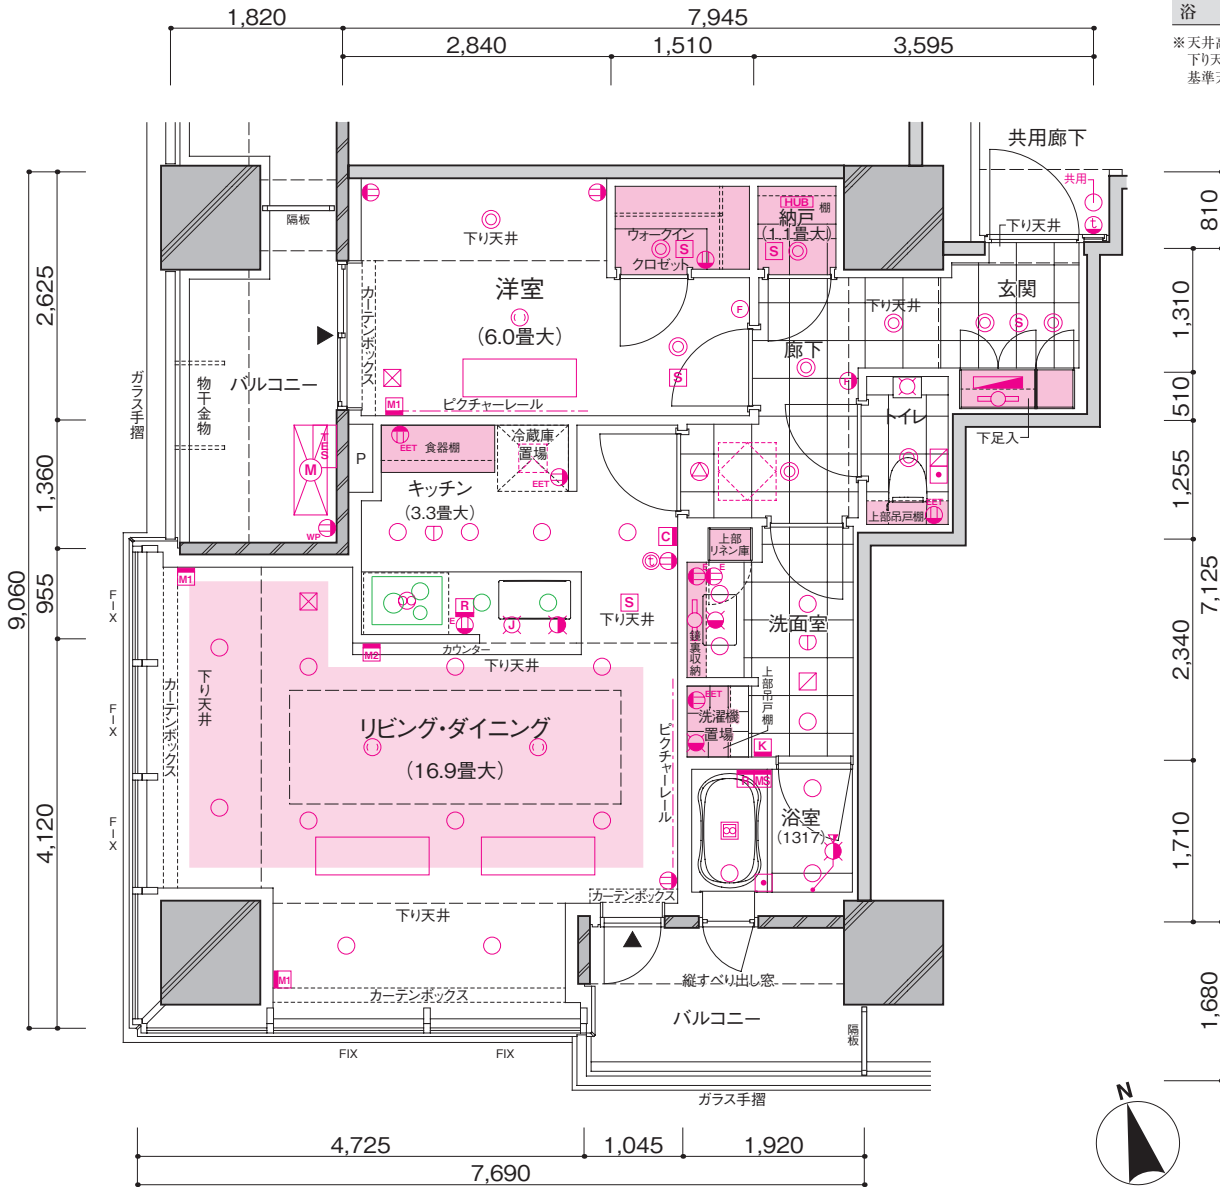 1,820
7,945
2,840
1,510
3,595
浴
※天井高
下り天
基準天
共用廊下
共用
t
下り天井
隔板
下り天井
ウォークイン
クロゼット
S
HUB
棚
納戸
(1.1畳大)
S
810
2,625
洋室
(6.0畳大)
カーテンボックス
F
下り天井
玄関
S
1,310
廊下
ガラス手摺
物干金物
バルコニー
S
M1
ピクチャーレール
F
トイレ
下足入
510
TES
M
WP
P
EET
食器棚
冷蔵庫
置場
EET
キッチン
(3.3畳大)
1,360
1,255
EET
上部吊戸棚
C
t
上部
リネン庫
E
E
9,060
955
7,125
FIX
M1
S
下り天井
R
E
J
カウンター
M2
下り天井
洗面室
鏡裏収納
2,340
下り天井
カーテンボックス
FIX
リビング・ダイニング
(16.9畳大)
ピクチャーレール
EET
洗濯機
置場
上部吊戸棚
K
4,120
FIX
R
MS
浴室
(1317)
1,710
カーテンボックス
下り天井
M1
カーテンボックス
縦すべり出し窓
バルコニー
隔板
1,680
FIX
FIX
ガラス手摺
N
4,725
1,045
1,920
7,690